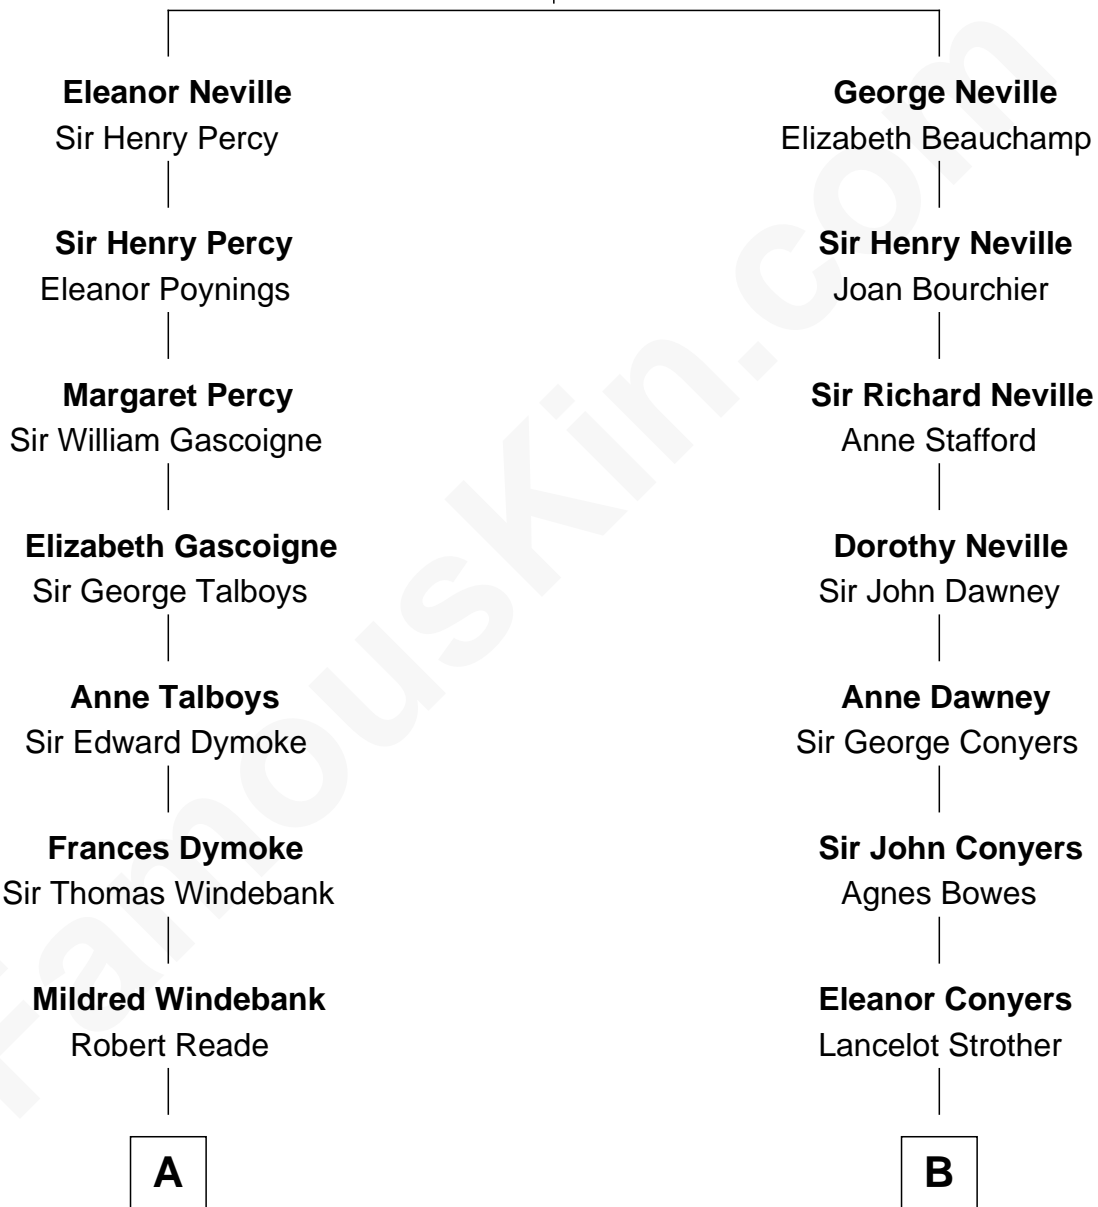 Eleanor Neville
Sir Henry Percy
George Neville
Elizabeth Beauchamp
Sir Henry Percy
Eleanor Poynings
Sir Henry Neville
Joan Bourchier
Margaret Percy
Sir William Gascoigne
Sir Richard Neville
Anne Stafford
Elizabeth Gascoigne
Sir George Talboys
Dorothy Neville
Sir John Dawney
Anne Talboys
Sir Edward Dymoke
Anne Dawney
Sir George Conyers
Frances Dymoke
Sir Thomas Windebank
Sir John Conyers
Agnes Bowes
Mildred Windebank
Robert Reade
Eleanor Conyers
Lancelot Strother
A
B
FamousKin.com